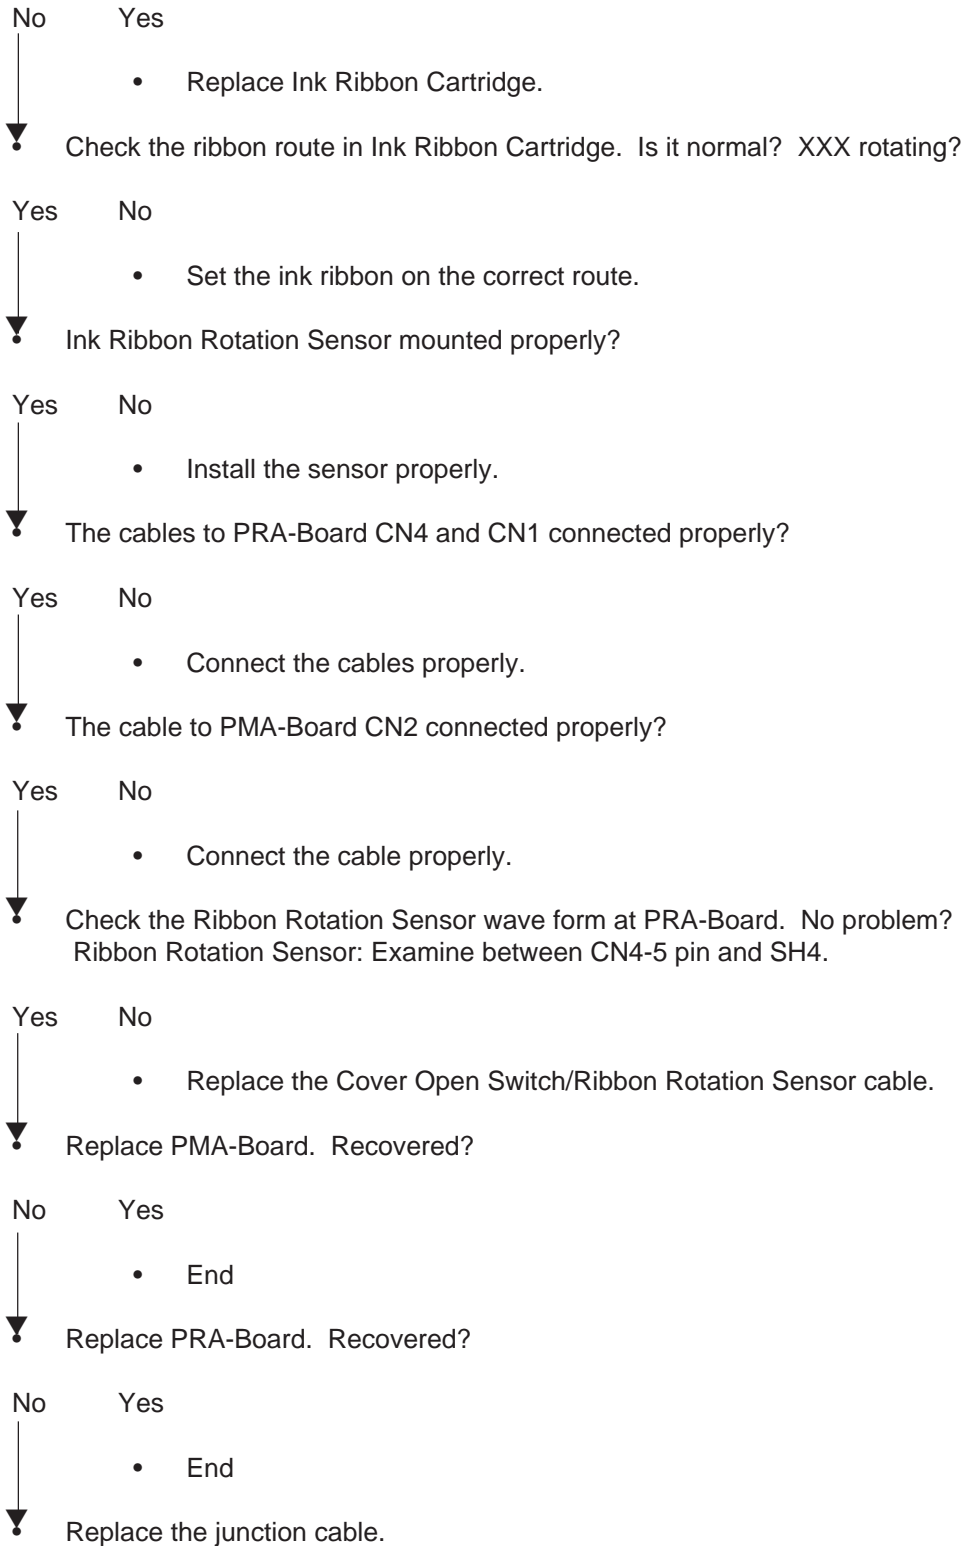 No Yes
• Replace Ink Ribbon Cartridge.
• Check the ribbon route in Ink Ribbon Cartridge. Is it normal? XXX rotating?
Yes No
• Set the ink ribbon on the correct route.
• Ink Ribbon Rotation Sensor mounted properly?
Yes No
• Install the sensor properly.
• The cables to PRA-Board CN4 and CN1 connected properly?
Yes No
• Connect the cables properly.
• The cable to PMA-Board CN2 connected properly?
Yes No
• Connect the cable properly.
• Check the Ribbon Rotation Sensor wave form at PRA-Board. No problem?
Ribbon Rotation Sensor: Examine between CN4-5 pin and SH4.
Yes No
• Replace the Cover Open Switch/Ribbon Rotation Sensor cable.
• Replace PMA-Board. Recovered?
No Yes
• End
• Replace PRA-Board. Recovered?
No Yes
• End
• Replace the junction cable.